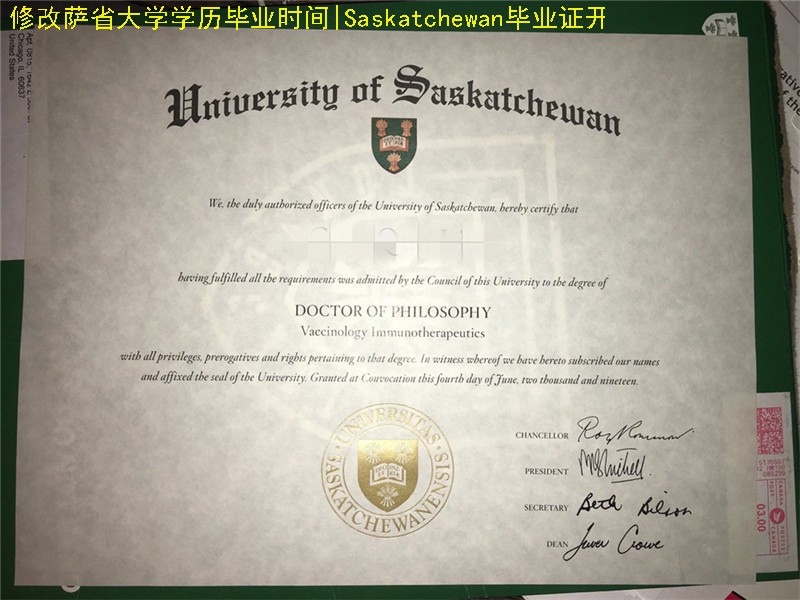 修改萨省大学学历毕业时间|Saskatchewan毕业证开
Chicago, IL 60637
United States
University of Saskatchewan
We, the duly authorized officers of the University of Saskatchewan, hereby certify that
having fulfilled all the requirements was admitted by the Council of this University to the degree of
DOCTOR OF PHILOSOPHY
Vaccinology Immunotherapeutics
with all privileges, prerogatives and rights pertaining to that degree. In witness whereof we have hereto subscribed our names
and affixed the seal of the University. Granted at Convocation this fourth day of June, two thousand and nineteen.
UNIVERSITAS SASKATCHEWANENSIS
CHANCELLOR
PRESIDENT
SECRETARY Beth Bilson
DEAN
03.00
CANADA